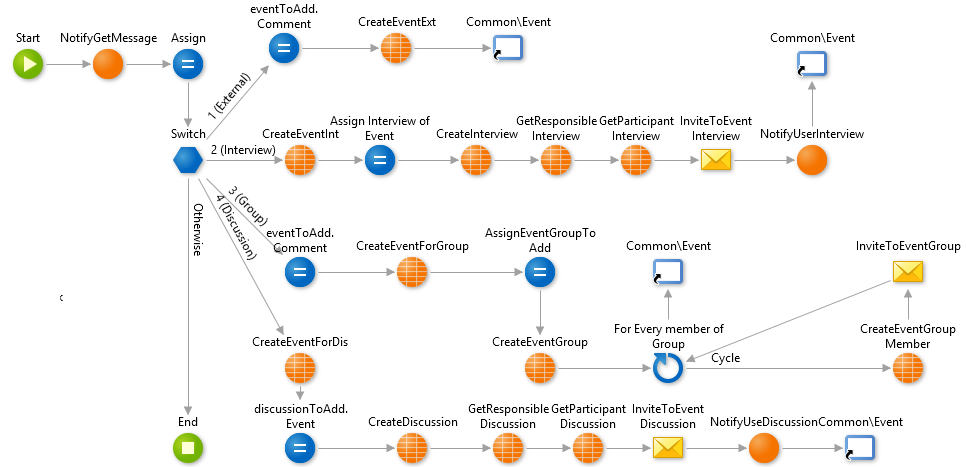 eventToAdd.
Comment
CreateEventExt
Common\Event
Start
NotifyGetMessage
Assign
Common\Event
1 (External)
Switch
2 (Interview)
CreateEventInt
Assign Interview of
Event
CreateInterview
GetResponsible
Interview
GetParticipant
Interview
InviteToEvent
Interview
NotifyUserInterview
3 (Group)
4 (Discussion)
Otherwise
eventToAdd.
Comment
CreateEventForGroup
AssignEventGroupTo
Add
Common\Event
InviteToEventGroup
c
CreateEventForDis
CreateEventGroup
For Every member of
Group
Cycle
CreateEventGroup
Member
End
discussionToAdd.
Event
CreateDiscussion
GetResponsible
Discussion
GetParticipant
Discussion
InviteToEvent
Discussion
NotifyUseDiscussion
Common\Event